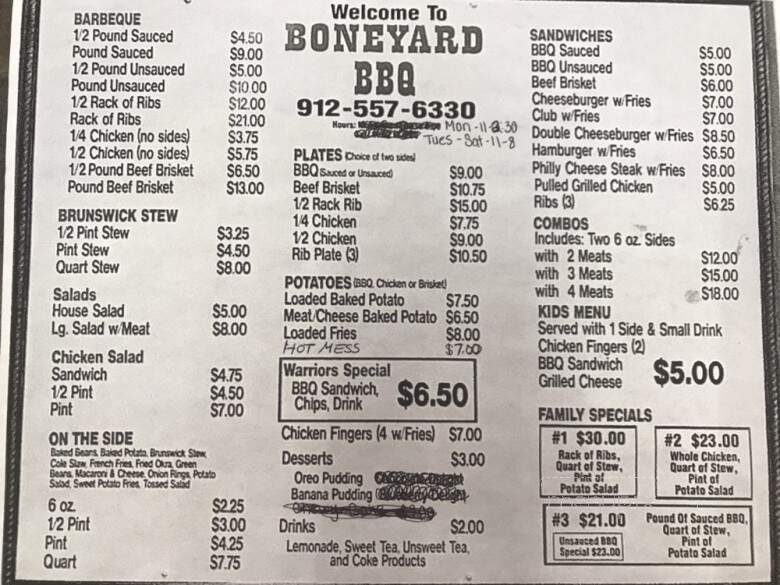 BARBEQUE
1/2 Pound Sauced $4.50
Pound Sauced $9.00
1/2 Pound Unsauced $5.00
Pound Unsauced $10.00
1/2 Rack of Ribs $12.00
Rack of Ribs $21.00
1/4 Chicken (no sides) $3.75
1/2 Chicken (no sides) $5.75
1/2 Pound Beef Brisket $6.50
Pound Beef Brisket $13.00
BRUNSWICK STEW
1/2 Pint Stew $3.25
Pint Stew $4.50
Quart Stew $8.00
Salads
House Salad $5.00
Lg. Salad w/Meat $8.00
Chicken Salad
Sandwich $4.75
1/2 Pint $4.50
Pint $7.00
ON THE SIDE
Baked Beans, Baked Potato, Brunswick Stew,
Cole Slaw, French Fries, Fried Okra, Green
Beans, Macaroni & Cheese, Onion Rings, Potato
Salad, Sweet Potato Fries, Tossed Salad
6 oz. $2.25
1/2 Pint $3.00
Pint $4.25
Quart $7.75
Welcome To
BONEYARD
BBQ
912-557-6330
Hours: Mon-11-2:30
Tues-Sat-11-8
PLATES (Choice of two sides)
BBQ (Sauced or Unsauced) $9.00
Beef Brisket $10.75
1/2 Rack Rib $15.00
1/4 Chicken $7.75
1/2 Chicken $9.00
Rib Plate (3) $10.50
POTATOES (BBQ, Chicken or Brisket)
Loaded Baked Potato $7.50
Meat/Cheese Baked Potato $6.50
Loaded Fries $8.00
HOT MESS $7.00
Warriors Special
BBQ Sandwich,
Chips, Drink $6.50
Chicken Fingers (4 w/Fries) $7.00
Desserts $3.00
Oreo Pudding Chocolate Delight
Banana Pudding Blueberry Delight
Drinks $2.00
Lemonade, Sweet Tea, Unsweet Tea,
and Coke Products
SANDWICHES
BBQ Sauced $5.00
BBQ Unsauced $5.00
Beef Brisket $6.00
Cheeseburger w/Fries $7.00
Club w/Fries $7.00
Double Cheeseburger w/Fries $8.50
Hamburger w/Fries $6.50
Philly Cheese Steak w/Fries $8.00
Pulled Grilled Chicken $5.00
Ribs (3) $6.25
COMBOS
Includes: Two 6 oz. Sides
with 2 Meats $12.00
with 3 Meats $15.00
with 4 Meats $18.00
KIDS MENU
Served with 1 Side & Small Drink
Chicken Fingers (2)
BBQ Sandwich
Grilled Cheese $5.00
FAMILY SPECIALS
#1 $30.00
Rack of Ribs,
Quart of Stew,
Pint of
Potato Salad
#2 $23.00
Whole Chicken,
Quart of Stew,
Pint of
Potato Salad
#3 $21.00
Unsauced BBQ
Special $23.00
Pound Of Sauced BBQ,
Quart of Stew,
Pint of
Potato Salad